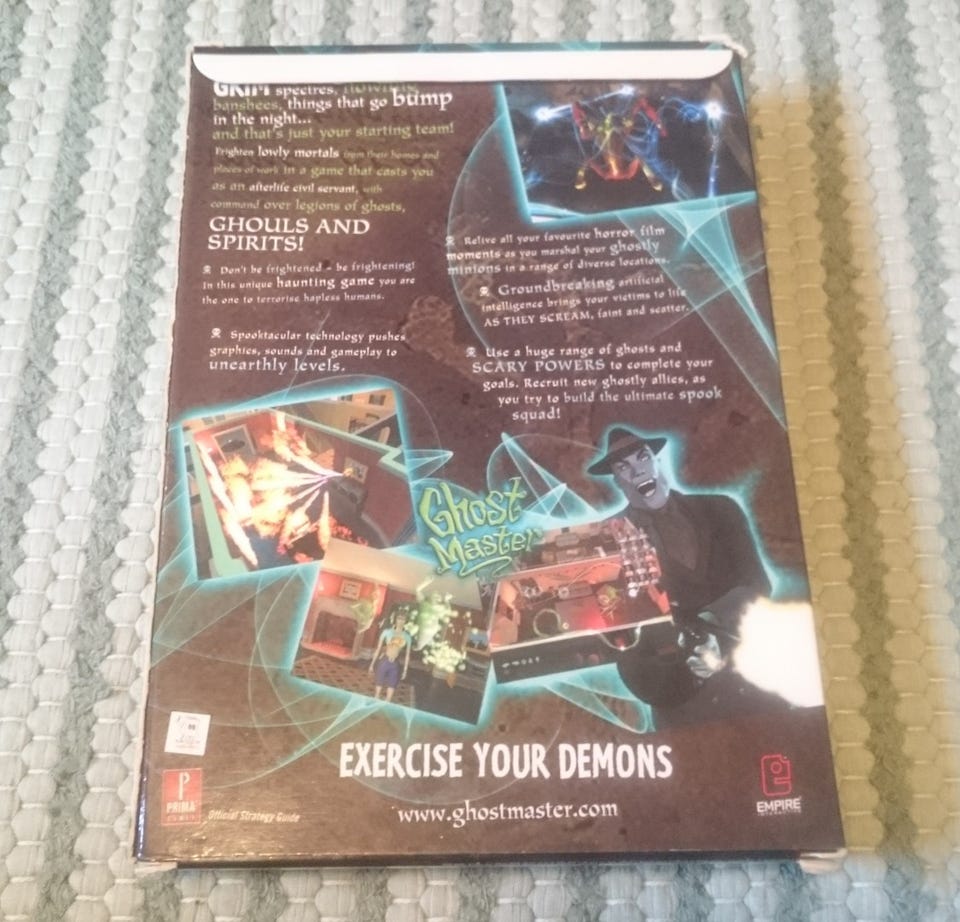 GRIM spectres, howling
banshees, things that go bump
in the night...
and that's just your starting team!
Frighten lowly mortals from their homes and
places of work in a game that casts you
as an afterlife civil servant, with
command over legions of ghosts,
GHOULS AND
SPIRITS!
Don't be frightened - be frightening!
In this unique haunting game you are
the one to terrorise hapless humans.
Spooktacular technology pushes
graphics, sounds and gameplay to
unearthly levels.
Relive all your favourite horror film
moments as you marshal your ghostly
minions in a range of diverse locations.
Groundbreaking artificial
intelligence brings your victims to life
AS THEY SCREAM, faint and scatter.
Use a huge range of ghosts and
SCARY POWERS to complete your
goals. Recruit new ghostly allies, as
you try to build the ultimate spook
squad!
Ghost
Master
EXERCISE YOUR DEMONS
www.ghostmaster.com
P
PRIMA
GAMES
Official Strategy Guide
EMPIRE
INTERACTIVE